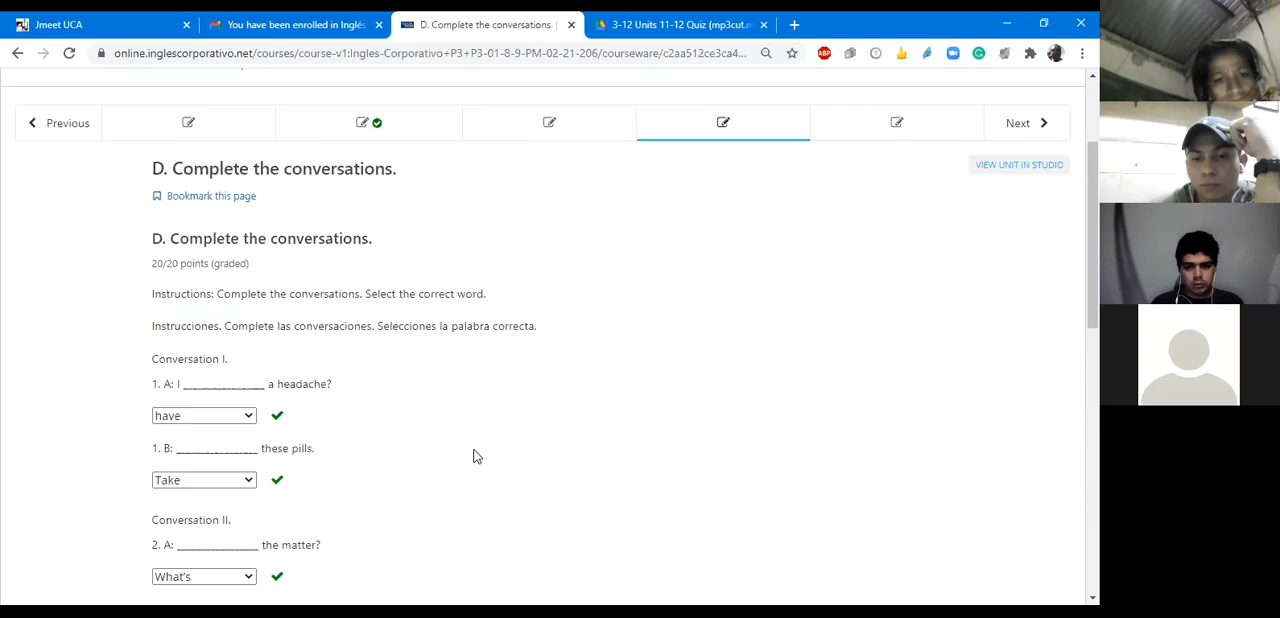 Jmeet UCA
You have been enrolled in Inglés
D. Complete the conversations. |
3-12 Units 11-12 Quiz (mp3cut.n
online.inglescorporativo.net/courses/course-v1:Ingles-Corporativo+P3+P3-01-8-9-PM-02-21-206/courseware/c2aa512ce3ca4...
Previous
Next
D. Complete the conversations.
VIEW UNIT IN STUDIO
Bookmark this page
D. Complete the conversations.
20/20 points (graded)
Instructions: Complete the conversations. Select the correct word.
Instrucciones. Complete las conversaciones. Selecciones la palabra correcta.
Conversation I.
1. A: I ________________ a headache?
have
1. B: ________________ these pills.
Take
Conversation II.
2. A: ________________ the matter?
What's